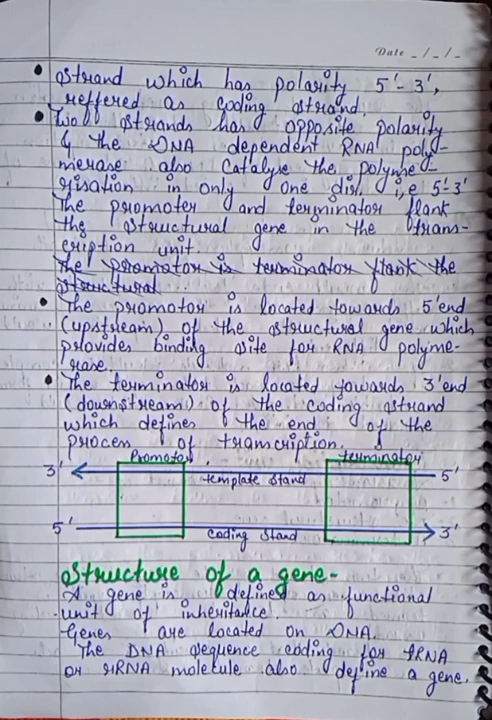 Date _/_/_
• Strand which has polarity 5'-3',
reffered as coding strand.
• strands has opposite polarity
& the DNA dependent RNA poly-
merase also catalyse the polyme-
risation in only one dir. i,e 5'-3'
The promoter and terminator flank
the structural gene in the trans-
cription unit.
The promotor is terminator flank the
structural
• The promotor is located towards 5'end
(upstream) of the structural gene which
provides binding site for RNA polyme-
rase.
• The terminator is located yowards 3'end
(downstream) of the coding strand
which defines the end of the
process of transcription.
Promotor terminator
3' template stand 5'
5' coding stand 3'
Structure of a gene-
A gene is defined as functional
unit of inheritance.
Genes are located on DNA.
The DNA sequence coding for tRNA
or rRNA molecule also define a gene.